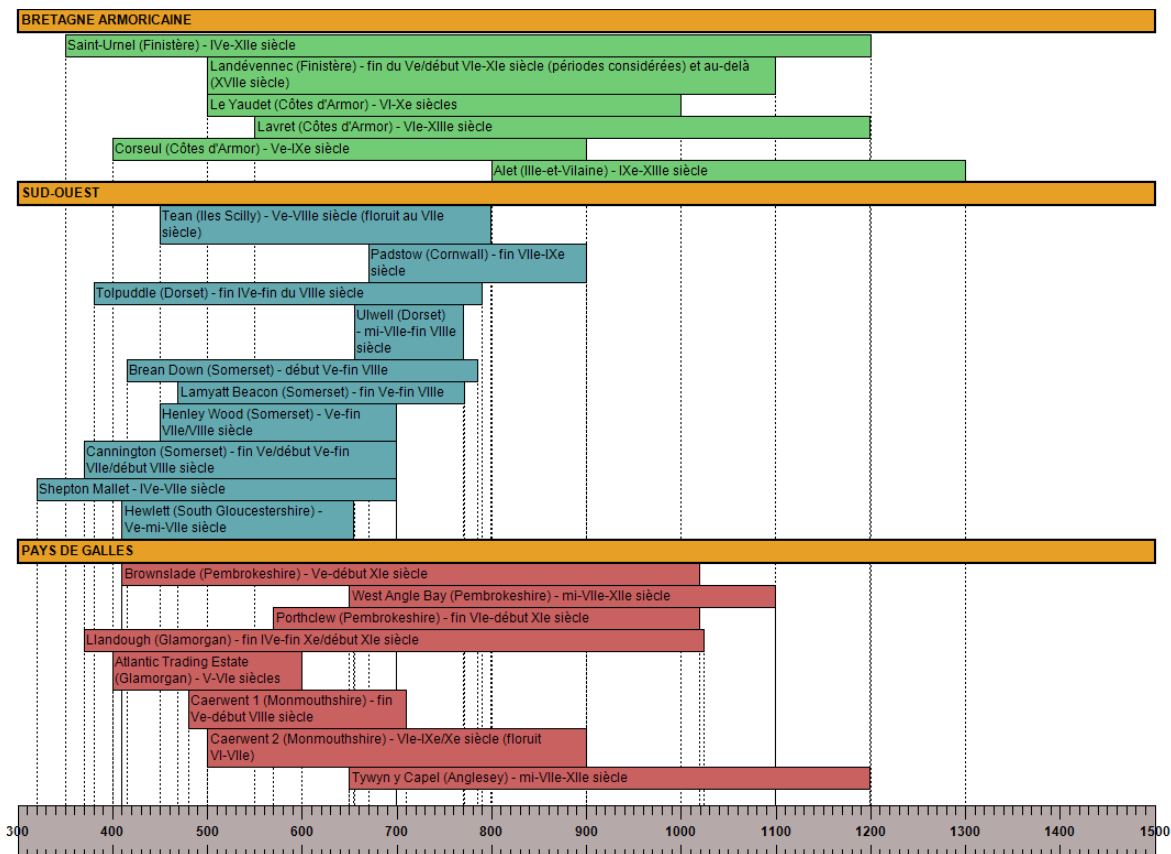 BRETAGNE ARMORICAINE
Saint-Urnel (Finistère) - IVe-XIIe siècle
Landévennec (Finistère) - fin du Ve/début VIe-XIe siècle (périodes considérées) et au-delà
(XVIIe siècle)
Le Yaudet (Côtes d'Armor) - VI-Xe siècles
Lavret (Côtes d'Armor) - VIe-XIIIe siècle
Corseul (Côtes d'Armor) - Ve-IXe siècle
Alet (Ille-et-Vilaine) - IXe-XIIIe siècle
SUD-OUEST
Tean (Iles Scilly) - Ve-VIIIe siècle (floruit au VIIe
siècle)
Padstow (Cornwall) - fin VIIe-IXe
siècle
Tolpuddle (Dorset) - fin IVe-fin du VIIIe siècle
Ulwell (Dorset)
- mi-VIIe-fin VIIIe
siècle
Brean Down (Somerset) - début Ve-fin VIIIe
Lamyatt Beacon (Somerset) - fin Ve-fin VIIIe
Henley Wood (Somerset) - Ve-fin
VIIe/VIIIe siècle
Cannington (Somerset) - fin Ve/début Ve-fin
VIIe/début VIIIe siècle
Shepton Mallet - IVe-VIIe siècle
Hewlett (South Gloucestershire) -
Ve-mi-VIIe siècle
PAYS DE GALLES
Brownslade (Pembrokeshire) - Ve-début XIe siècle
West Angle Bay (Pembrokeshire) - mi-VIIe-XIIe siècle
Porthclew (Pembrokeshire) - fin VIe-début XIe siècle
Llandough (Glamorgan) - fin IVe-fin Xe/début XIe siècle
Atlantic Trading Estate
(Glamorgan) - V-VIe siècles
Caerwent 1 (Monmouthshire) - fin
Ve-début VIIIe siècle
Caerwent 2 (Monmouthshire) - VIe-IXe/Xe siècle (floruit
VI-VIIe)
Tywyn y Capel (Anglesey) - mi-VIIe-XIIe siècle
300 400 500 600 700 800 900 1000 1100 1200 1300 1400 1500